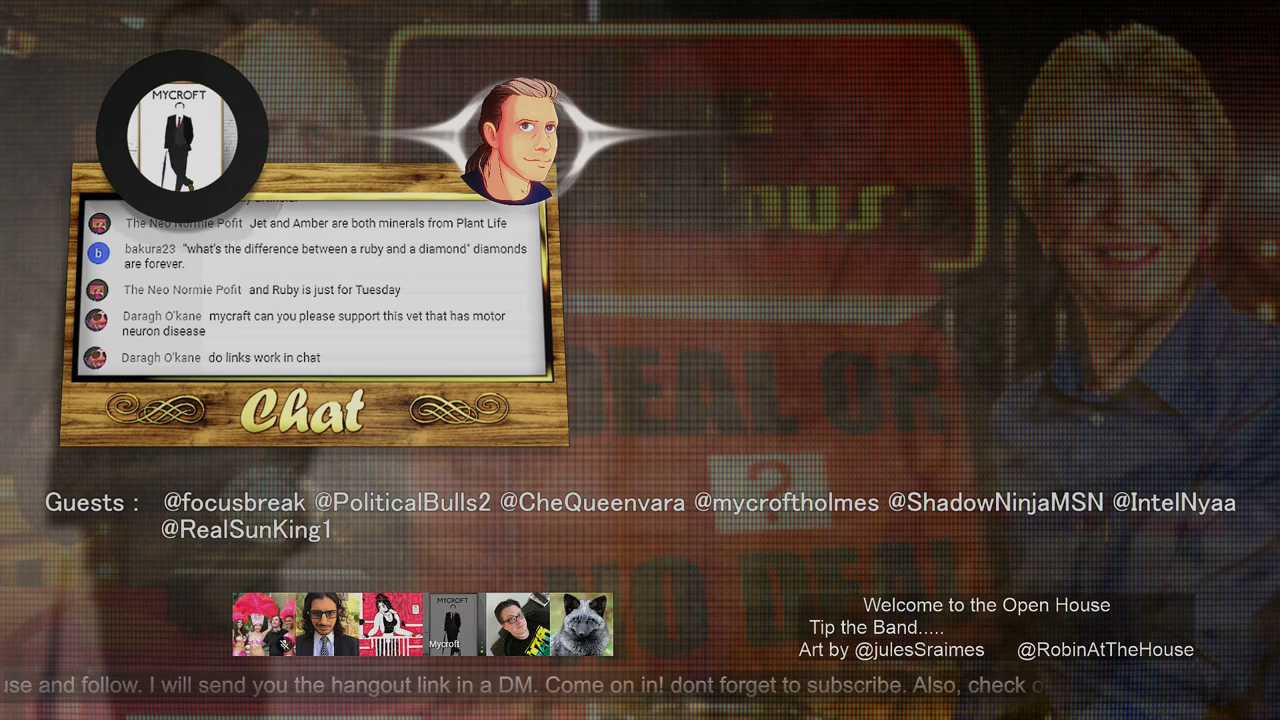 MYCROFT
The Neo Normie Pofit Jet and Amber are both minerals from Plant Life
bakura23 "what's the difference between a ruby and a diamond" diamonds
are forever.
The Neo Normie Pofit and Ruby is just for Tuesday
Daragh O'kane mycraft can you please support this vet that has motor
neuron disease
Daragh O'kane do links work in chat
b
Chat
DEAL OR
?
NO DEAL
Guests : @focusbreak @PoliticalBulls2 @CheQueenvara @mycroftholmes @ShadowNinjaMSN @IntelNyaa
@RealSunKing1
MYCROFT
Mycroft
Welcome to the Open House
Tip the Band.....
Art by @julesSraimes @RobinAtTheHouse
use and follow. I will send you the hangout link in a DM. Come on in! dont forget to subscribe. Also, check